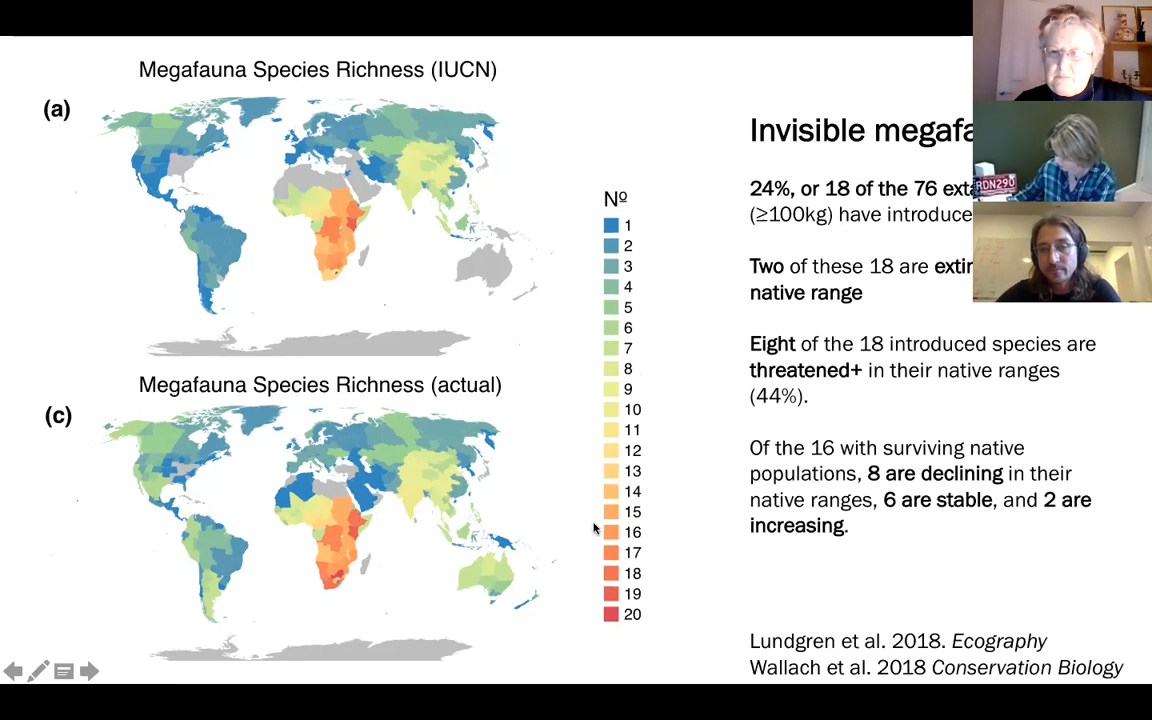 Megafauna Species Richness (IUCN)
(a)
Megafauna Species Richness (actual)
(c)
Nº
1
2
3
4
5
6
7
8
9
10
11
12
13
14
15
16
17
18
19
20
Invisible
24%, or 18 of the 76
(≥100kg) have
Two of these 18 are
native range
Eight of the 18 introduced species are
threatened+ in their native ranges
(44%).
Of the 16 with surviving native
populations, 8 are declining in their
native ranges, 6 are stable, and 2 are
increasing.
Lundgren et al. 2018. Ecography
Wallach et al. 2018 Conservation Biology
RDN290